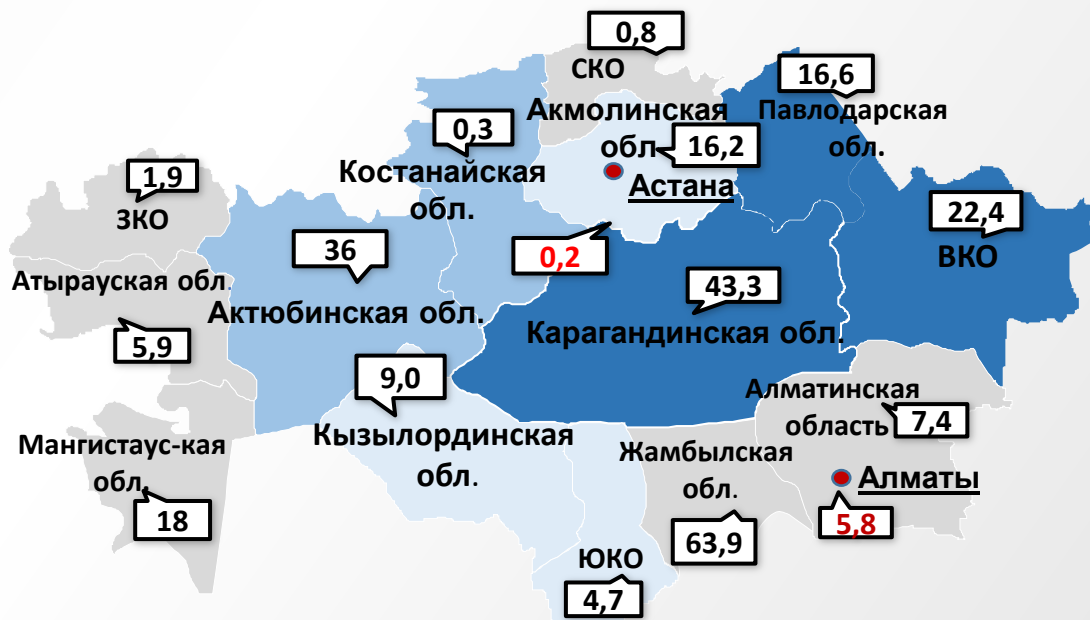 0,8
СКО
16,6
Павлодарская
обл.
Акмолинская
обл
16,2
Астана
0,3
Костанайская
обл.
1,9
ЗКО
22,4
ВКО
36
Актюбинская обл.
0,2
43,3
Карагандинская обл.
Атырауская обл.
5,9
9,0
Кызылординская
обл.
Алматинская
область
7,4
Мангистаус-кая
обл.
18
Жамбылская
обл.
63,9
Алматы
5,8
ЮКО
4,7